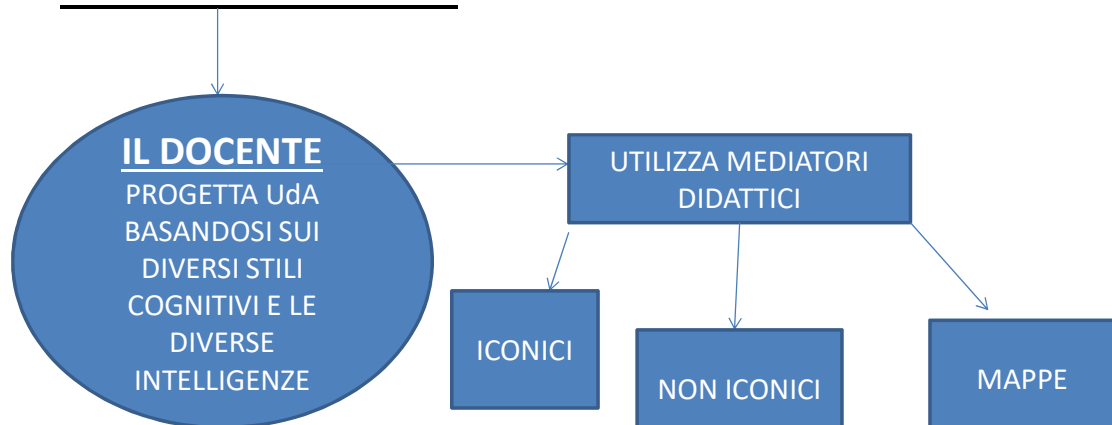 IL DOCENTE
PROGETTA UdA
BASANDOSI SUI
DIVERSI STILI
COGNITIVI E LE
DIVERSE
INTELLIGENZE
UTILIZZA MEDIATORI
DIDATTICI
ICONICI
NON ICONICI
MAPPE